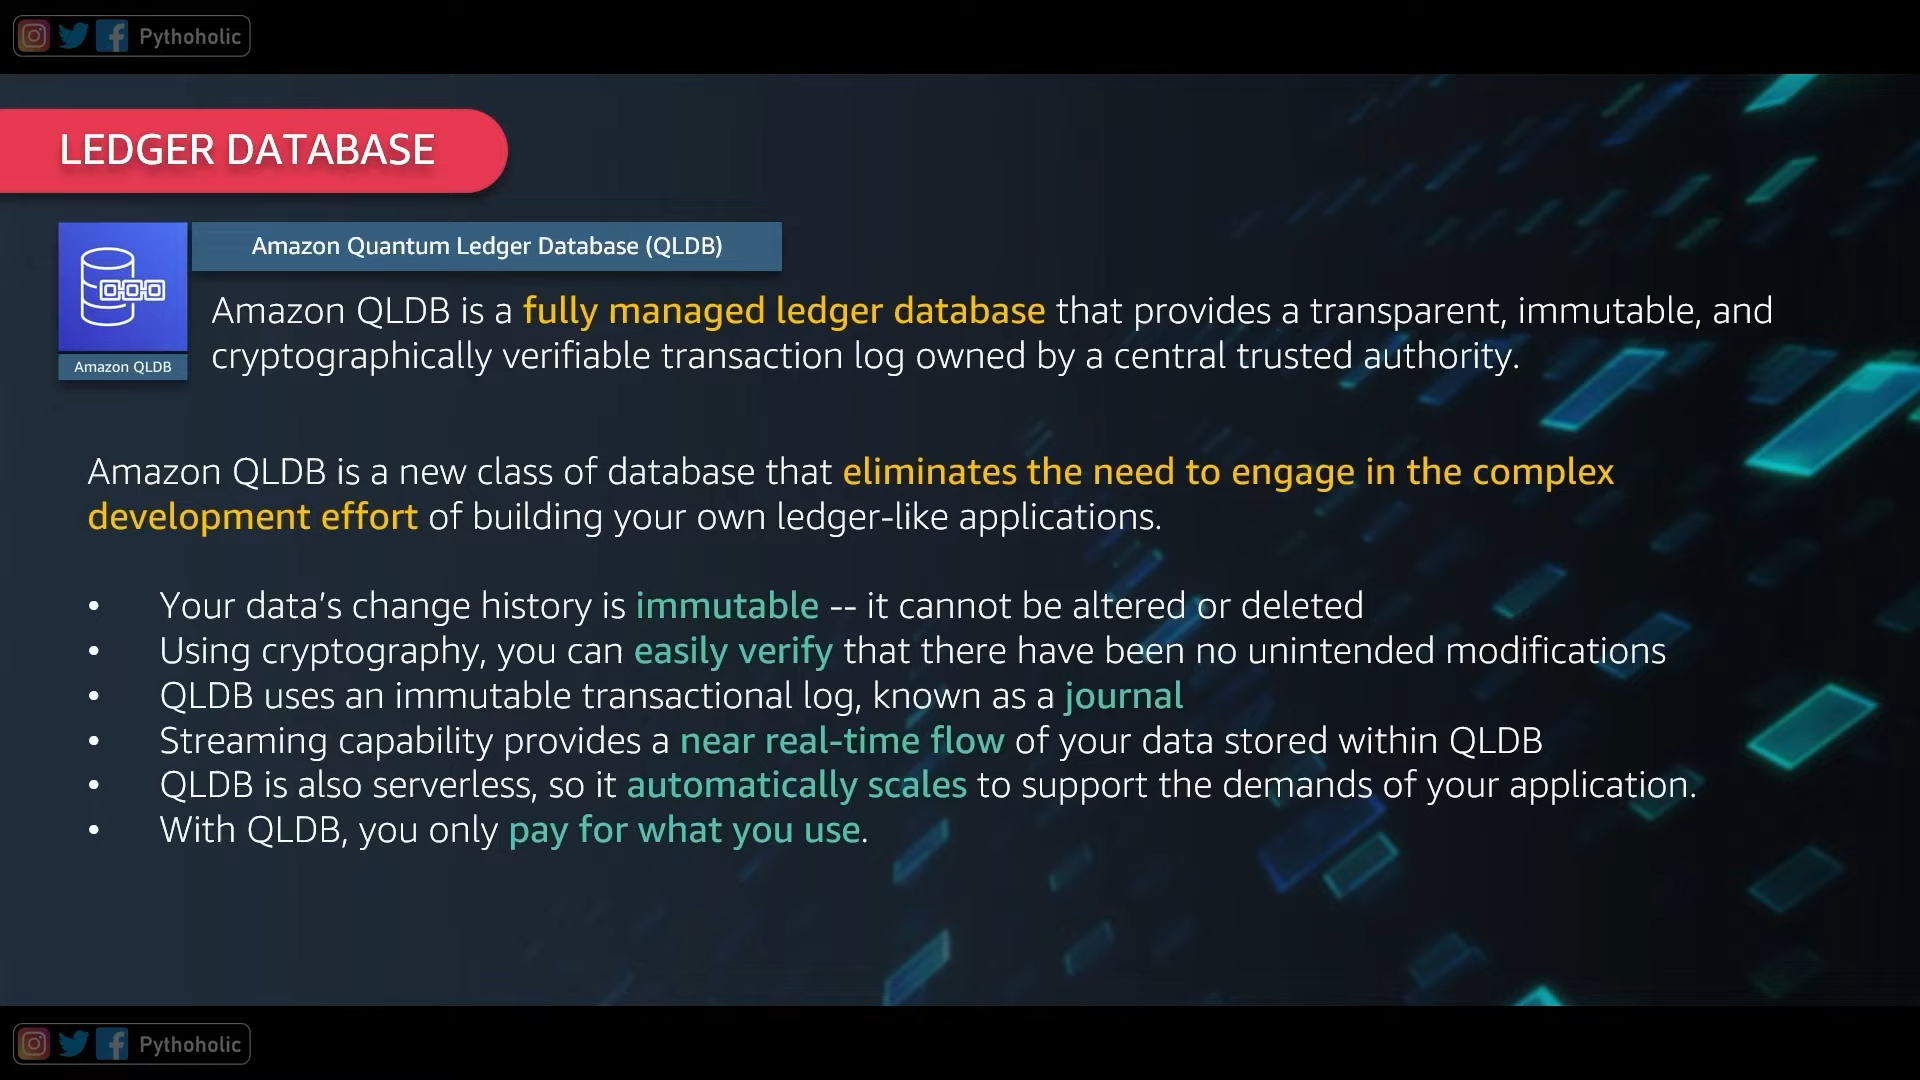 Pythoholic
LEDGER DATABASE
Amazon Quantum Ledger Database (QLDB)
Amazon QLDB is a fully managed ledger database that provides a transparent, immutable, and
cryptographically verifiable transaction log owned by a central trusted authority.
Amazon QLDB
Amazon QLDB is a new class of database that eliminates the need to engage in the complex
development effort of building your own ledger-like applications.
• Your data’s change history is immutable -- it cannot be altered or deleted
• Using cryptography, you can easily verify that there have been no unintended modifications
• QLDB uses an immutable transactional log, known as a journal
• Streaming capability provides a near real-time flow of your data stored within QLDB
• QLDB is also serverless, so it automatically scales to support the demands of your application.
• With QLDB, you only pay for what you use.
Pythoholic